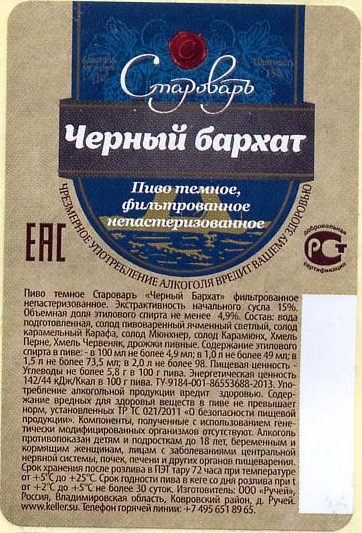 Староваръ
Плотность
15%
Черный бархат
Пиво темное,
фильтрованное
непастеризованное
ЧРЕЗМЕРНОЕ УПОТРЕБЛЕНИЕ АЛКОГОЛЯ ВРЕДИТ ВАШЕМУ ЗДОРОВЬЮ
ЕАС
добровольная
РСТ
сертификация
Пиво темное Староваръ «Черный Бархат» фильтрованное
непастеризованное. Экстрактивность начального сусла 15%.
Объемная доля этилового спирта не менее 4,9%. Состав: вода
подготовленная, солод пивоваренный ячменный светлый, солод
карамельный Карафа, солод Мюнхнер, солод Карамюнх, Хмель
Перле, Хмель Червеняк, дрожжи пивные. Содержание этилового
спирта в пиве: - в 100 мл не более 4,9 мл; в 1,0 л не более 49 мл; в
1,5 л не более 73,5 мл; в 2,0 л не более 98. Пищевая ценность -
Углеводы не более 5,8 г в 100 г пива. Энергетическая ценность
142/44 кДж/Ккал в 100 г пива. ТУ-9184-001-86553688-2013. Упо-
требление алкогольной продукции вредит здоровью. Содер-
жание вредных для здоровья веществ в пиве не превышает
норм, установленных ТР ТС 021/2011 «О безопасности пищевой
продукции». Компоненты, полученные с использованием гене-
тически модифицированных организмов отсутствуют. Алкоголь
противопоказан детям и подросткам до 18 лет, беременным и
кормящим женщинам, лицам с заболеваниями центральной
нервной системы, почек, печени и других органов пищеварения.
Срок хранения после розлива в ПЭТ тару 72 часа при температуре
от +5°С до +25°С. Срок годности пива в кеге со дня розлива при t
от +2°С до +5°С не более 30 суток. Изготовитель: ООО «Ручей»,
Россия, Владимировская область, Ковровский район, д. Ручей.
www.keller.su. Телефон горячей линии: +7 495 651 89 65.